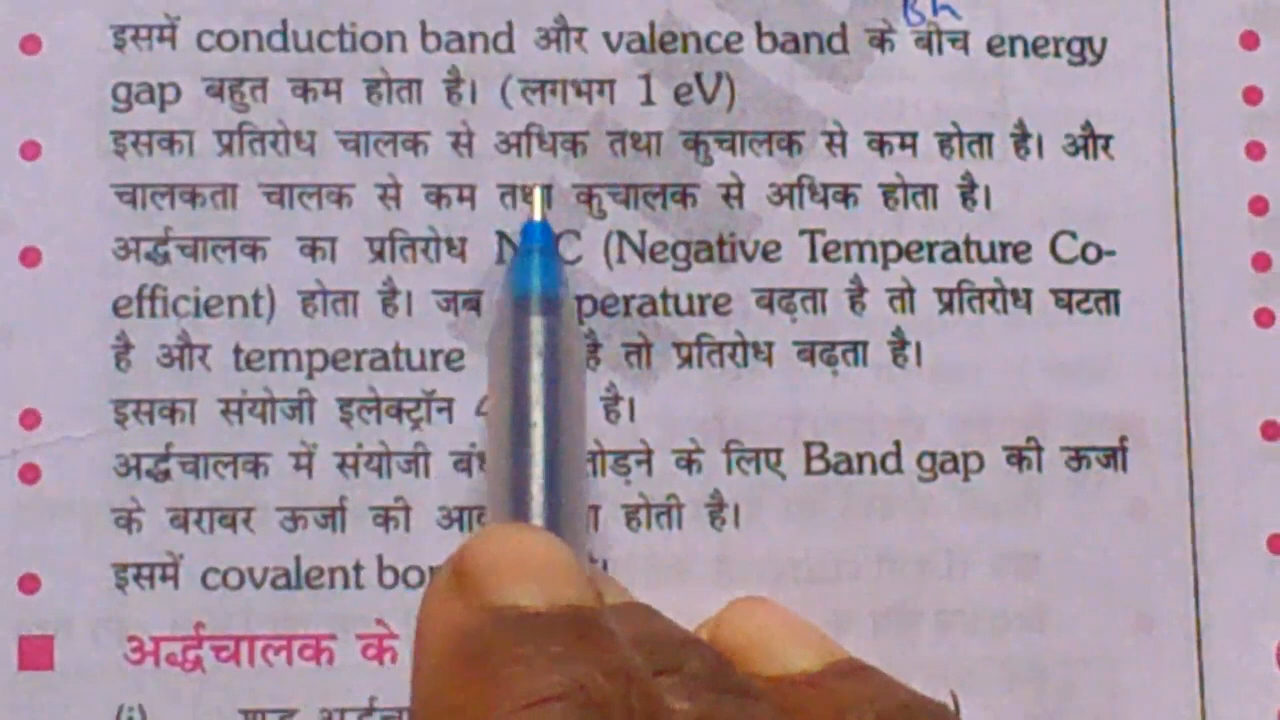 Bh
इसमें conduction band और valence band के बीच energy
gap बहुत कम होता है। (लगभग 1 eV)
इसका प्रतिरोध चालक से अधिक तथा कुचालक से कम होता है। और
चालकता चालक से कम तथा कुचालक से अधिक होता है।
अर्द्धचालक का प्रतिरोध (Negative Temperature Co-
efficient) होता है। जब perature बढ़ता है तो प्रतिरोध घटता
है और temperature है तो प्रतिरोध बढ़ता है।
इसका संयोजी इलेक्ट्रॉन है।
अर्द्धचालक में संयोजी के लिए Band gap की ऊर्जा
के बराबर ऊर्जा की होती है।
इसमें covalent
अर्द्धचालक के
(i)